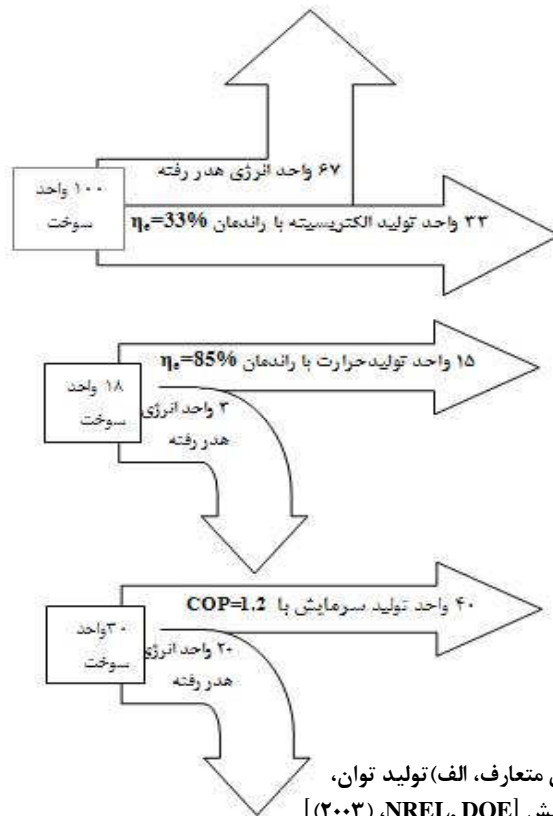 ۶۷ واحد انرژی هدر رفته
۱۰۰ واحد
سوخت
۳۳ واحد تولید الکتریسیته با راندمان ηe=33%
۱۵ واحد تولیدحرارت با راندمان ηe=85%
۱۸ واحد
سوخت
۳ واحد انرژی
هدر رفته
۴۰ واحد تولید سرمایش با COP=1.2
۳۰واحد
سوخت
۲۰ واحد انرژی
هدر رفته
متعارف، الف)تولید توان،
[NREL, DOE، (۲۰۰۳)]